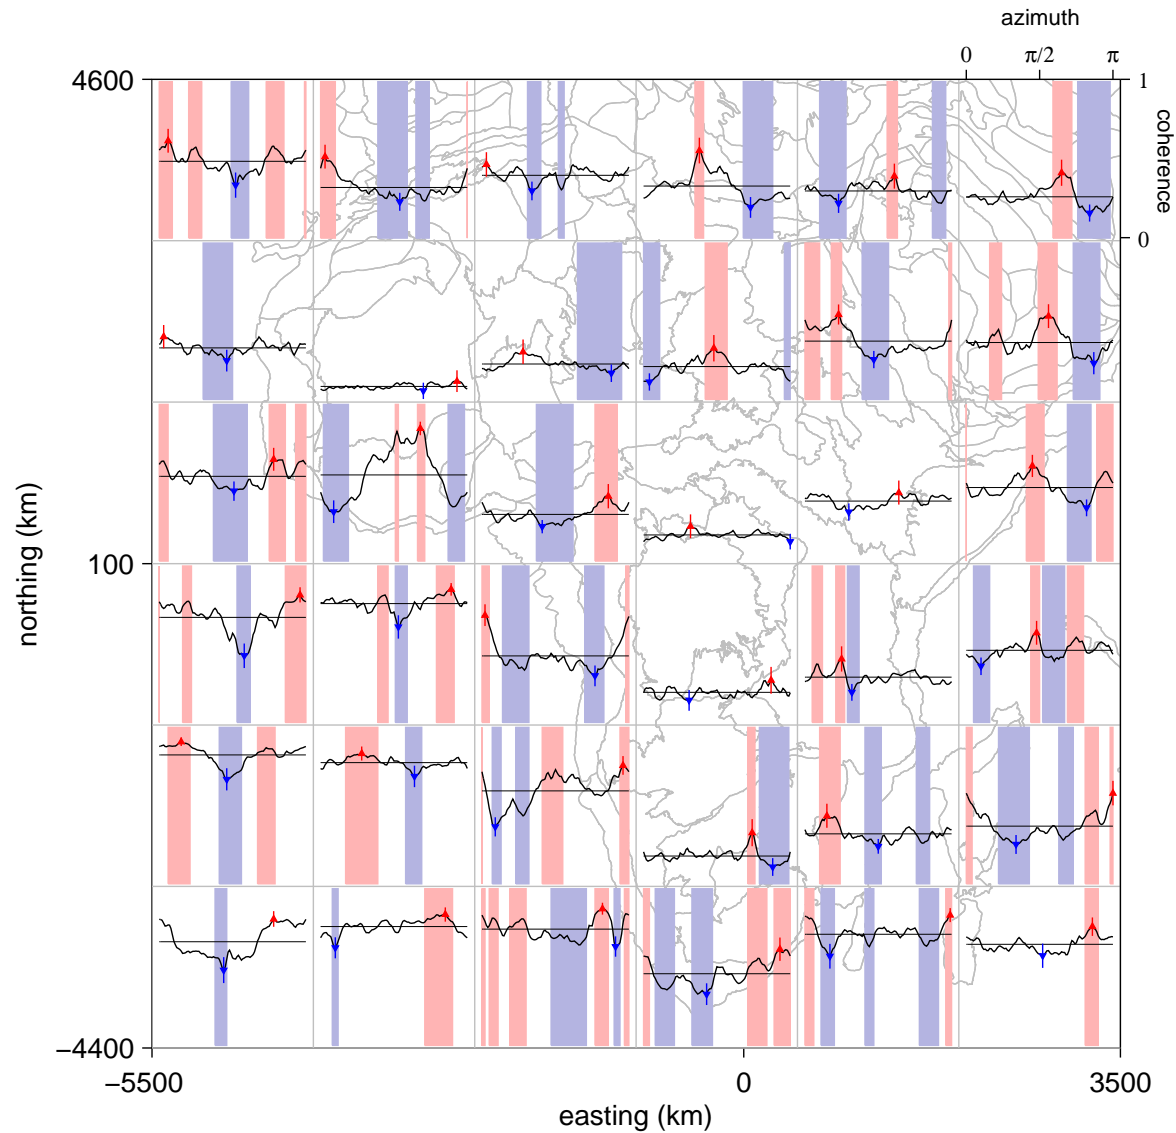 azimuth
0 π/2 π
4600
1
coherence
0
northing (km)
100
−4400
−5500 0 3500
easting (km)